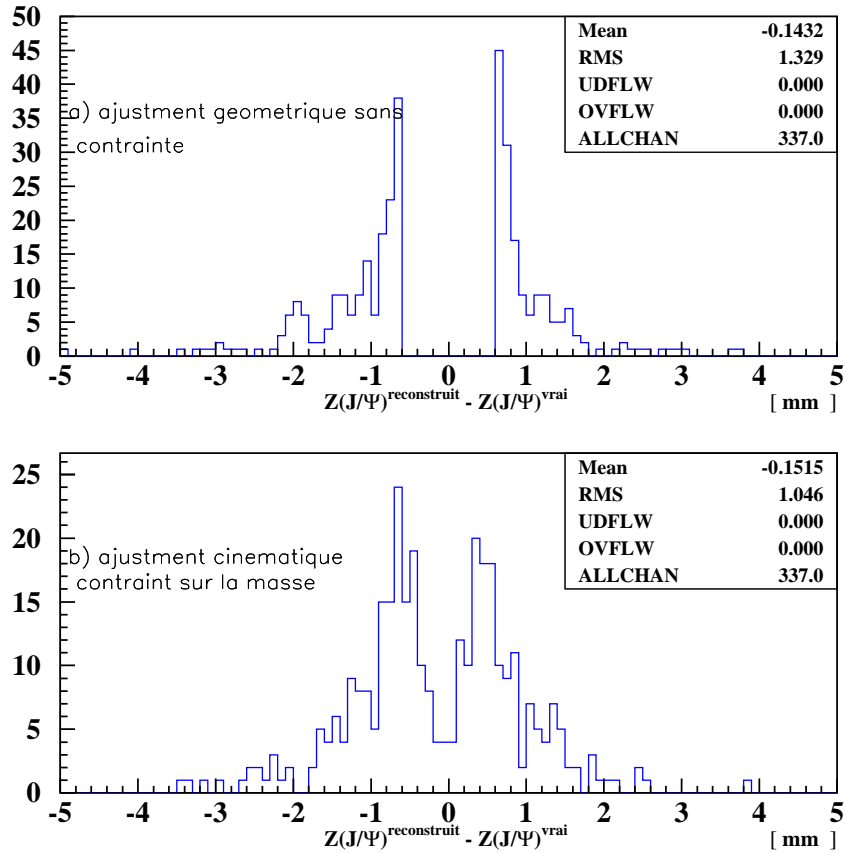 50
45
40
35
30
25
20
15
10
5
0
a) ajustment geometrique sans
contrainte
Mean -0.1432
RMS 1.329
UDFLW 0.000
OVFLW 0.000
ALLCHAN 337.0
-5 -4 -3 -2 -1 0 1 2 3 4 5
Z(J/Ψ)reconstruit - Z(J/Ψ)vrai [ mm ]
25
20
15
10
5
0
b) ajustment cinematique
contraint sur la masse
Mean -0.1515
RMS 1.046
UDFLW 0.000
OVFLW 0.000
ALLCHAN 337.0
-5 -4 -3 -2 -1 0 1 2 3 4 5
Z(J/Ψ)reconstruit - Z(J/Ψ)vrai [ mm ]